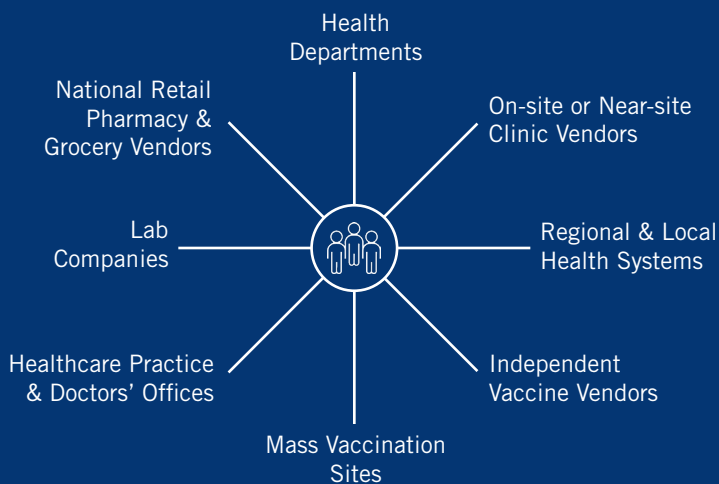 Health
Departments
National Retail
Pharmacy &
Grocery Vendors
On-site or Near-site
Clinic Vendors
Lab
Companies
Regional & Local
Health Systems
Healthcare Practice
& Doctors’ Offices
Independent
Vaccine Vendors
Mass Vaccination
Sites